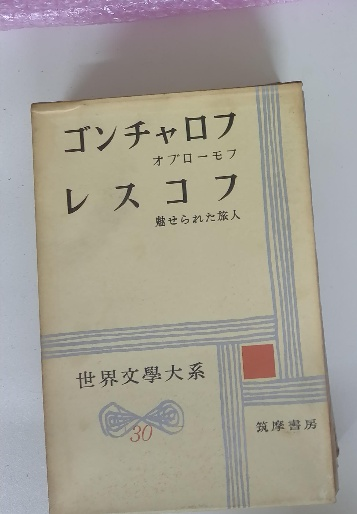 ゴンチャロフ
オブローモフ
レスコフ
魅せられた旅人
世界文學大系
30
筑摩書房